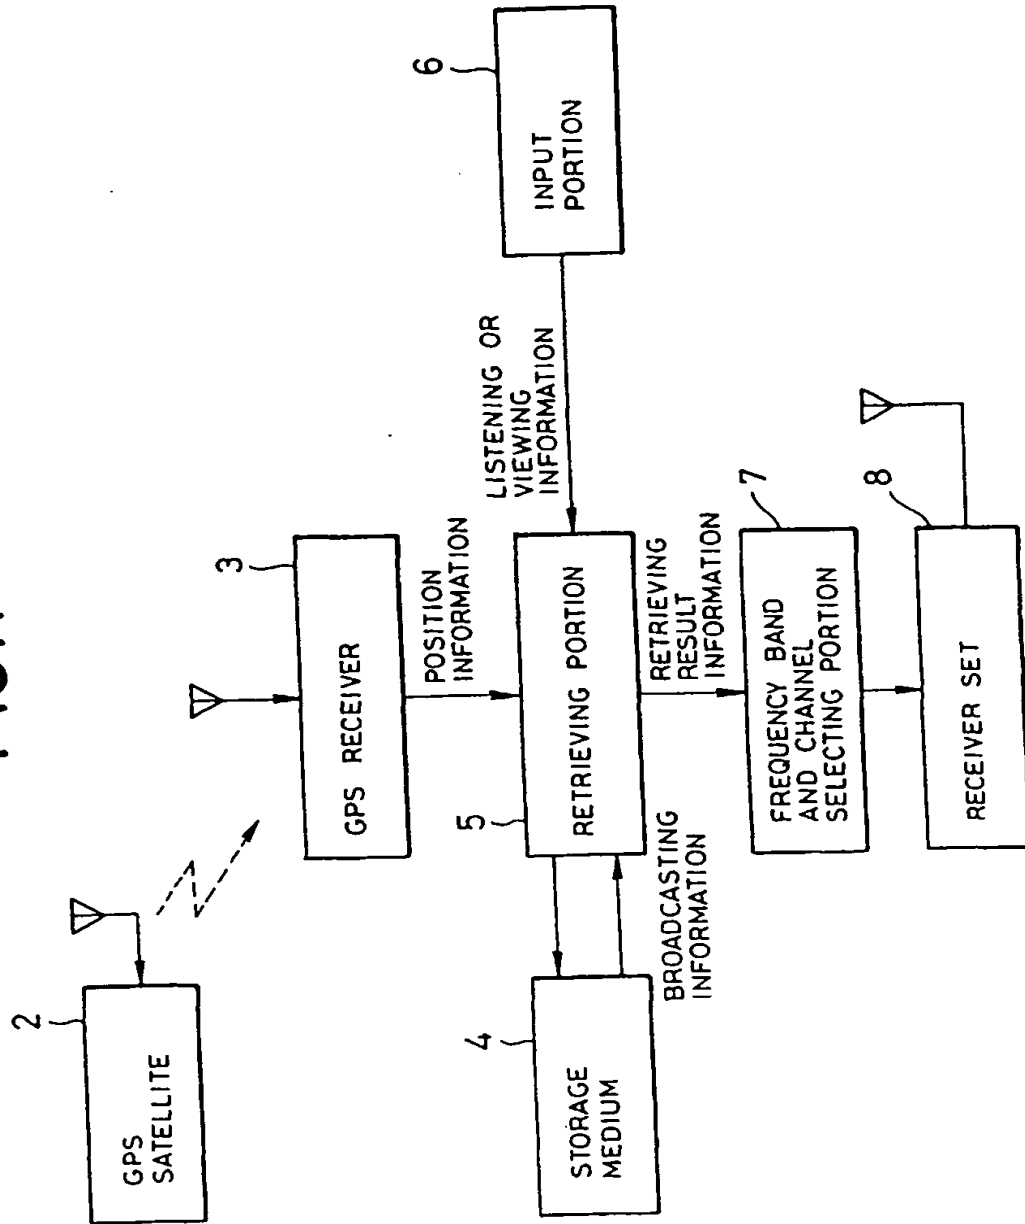 2
GPS
SATELLITE
3
GPS RECEIVER
POSITION
INFORMATION
6
INPUT
PORTION
LISTENING OR
VIEWING
INFORMATION
5
RETRIEVING PORTION
4
STORAGE
MEDIUM
BROADCASTING
INFORMATION
RETRIEVING
RESULT
INFORMATION
7
FREQUENCY BAND
AND CHANNEL
SELECTING PORTION
8
RECEIVER SET